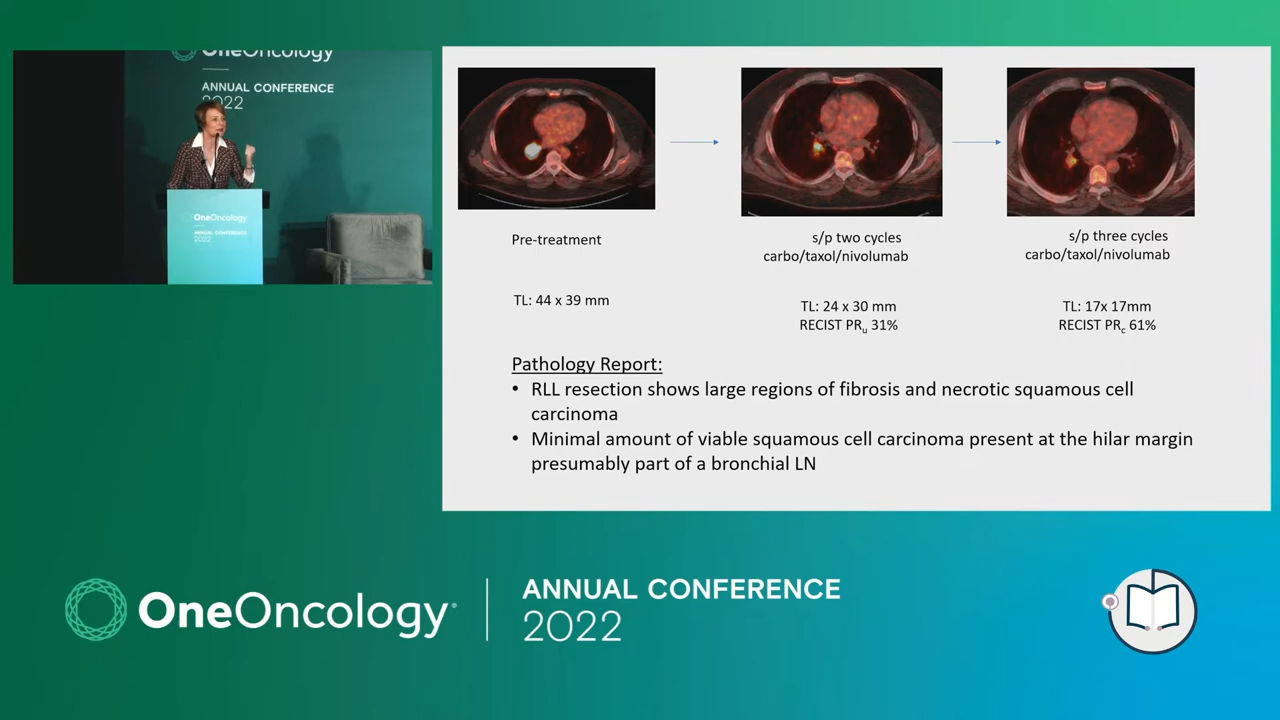 OneOncology
ANNUAL CONFERENCE
2022
OneOncology
ANNUAL CONFERENCE
2022
Pre-treatment
TL: 44 x 39 mm
s/p two cycles
carbo/taxol/nivolumab
TL: 24 x 30 mm
RECIST PRu 31%
s/p three cycles
carbo/taxol/nivolumab
TL: 17x 17mm
RECIST PRc 61%
Pathology Report:
• RLL resection shows large regions of fibrosis and necrotic squamous cell
carcinoma
• Minimal amount of viable squamous cell carcinoma present at the hilar margin
presumably part of a bronchial LN
OneOncology
ANNUAL CONFERENCE
2022